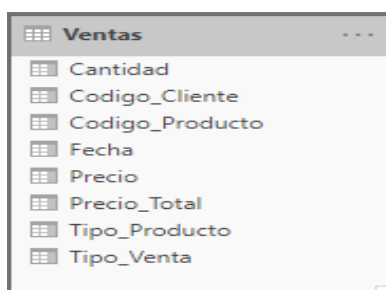 Ventas
Cantidad
Codigo_Cliente
Codigo_Producto
Fecha
Precio
Precio_Total
Tipo_Producto
Tipo_Venta